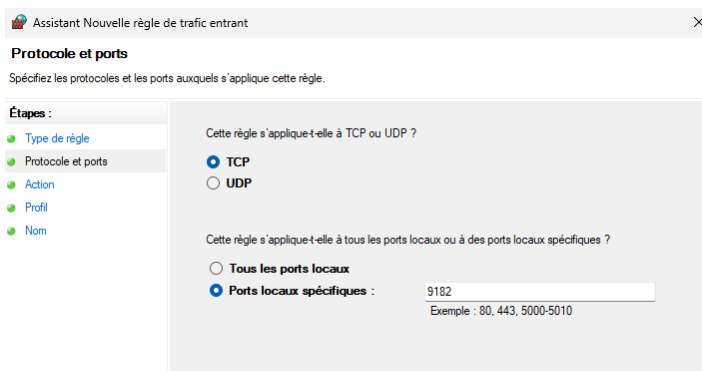 Assistant Nouvelle règle de trafic entrant
Protocole et ports
Spécifiez les protocoles et les ports auxquels s'applique cette règle.
Étapes :
Type de règle
Protocole et ports
Action
Profil
Nom
Cette règle s'applique-t-elle à TCP ou UDP ?
TCP
UDP
Cette règle s'applique-t-elle à tous les ports locaux ou à des ports locaux spécifiques ?
Tous les ports locaux
Ports locaux spécifiques : 9182
Exemple : 80, 443, 5000-5010